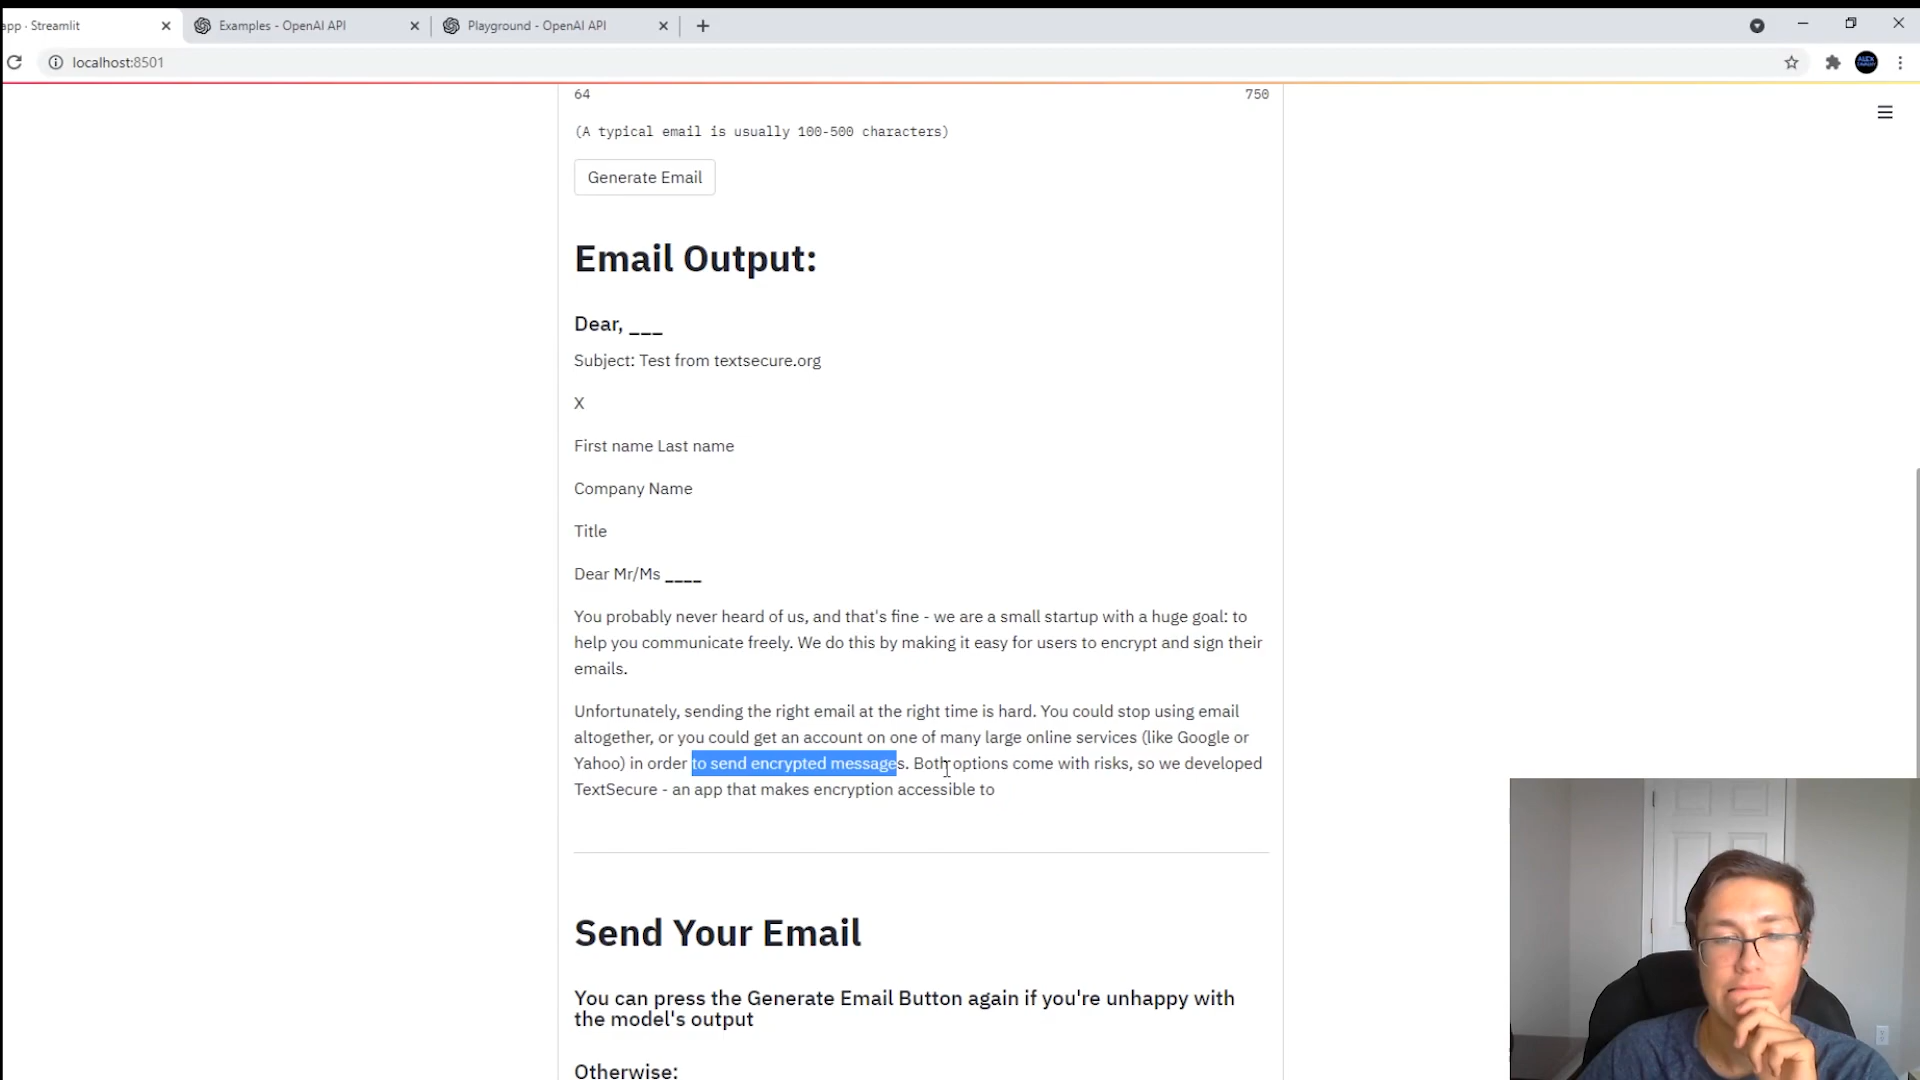 app · Streamlit
Examples - OpenAI API
Playground - OpenAI API
localhost:8501
64 750
(A typical email is usually 100-500 characters)
Generate Email
Email Output:
Dear, ___
Subject: Test from textsecure.org
X
First name Last name
Company Name
Title
Dear Mr/Ms ____
You probably never heard of us, and that's fine - we are a small startup with a huge goal: to
help you communicate freely. We do this by making it easy for users to encrypt and sign their
emails.
Unfortunately, sending the right email at the right time is hard. You could stop using email
altogether, or you could get an account on one of many large online services (like Google or
Yahoo) in order to send encrypted messages. Both options come with risks, so we developed
TextSecure - an app that makes encryption accessible to
Send Your Email
You can press the Generate Email Button again if you're unhappy with
the model's output
Otherwise: